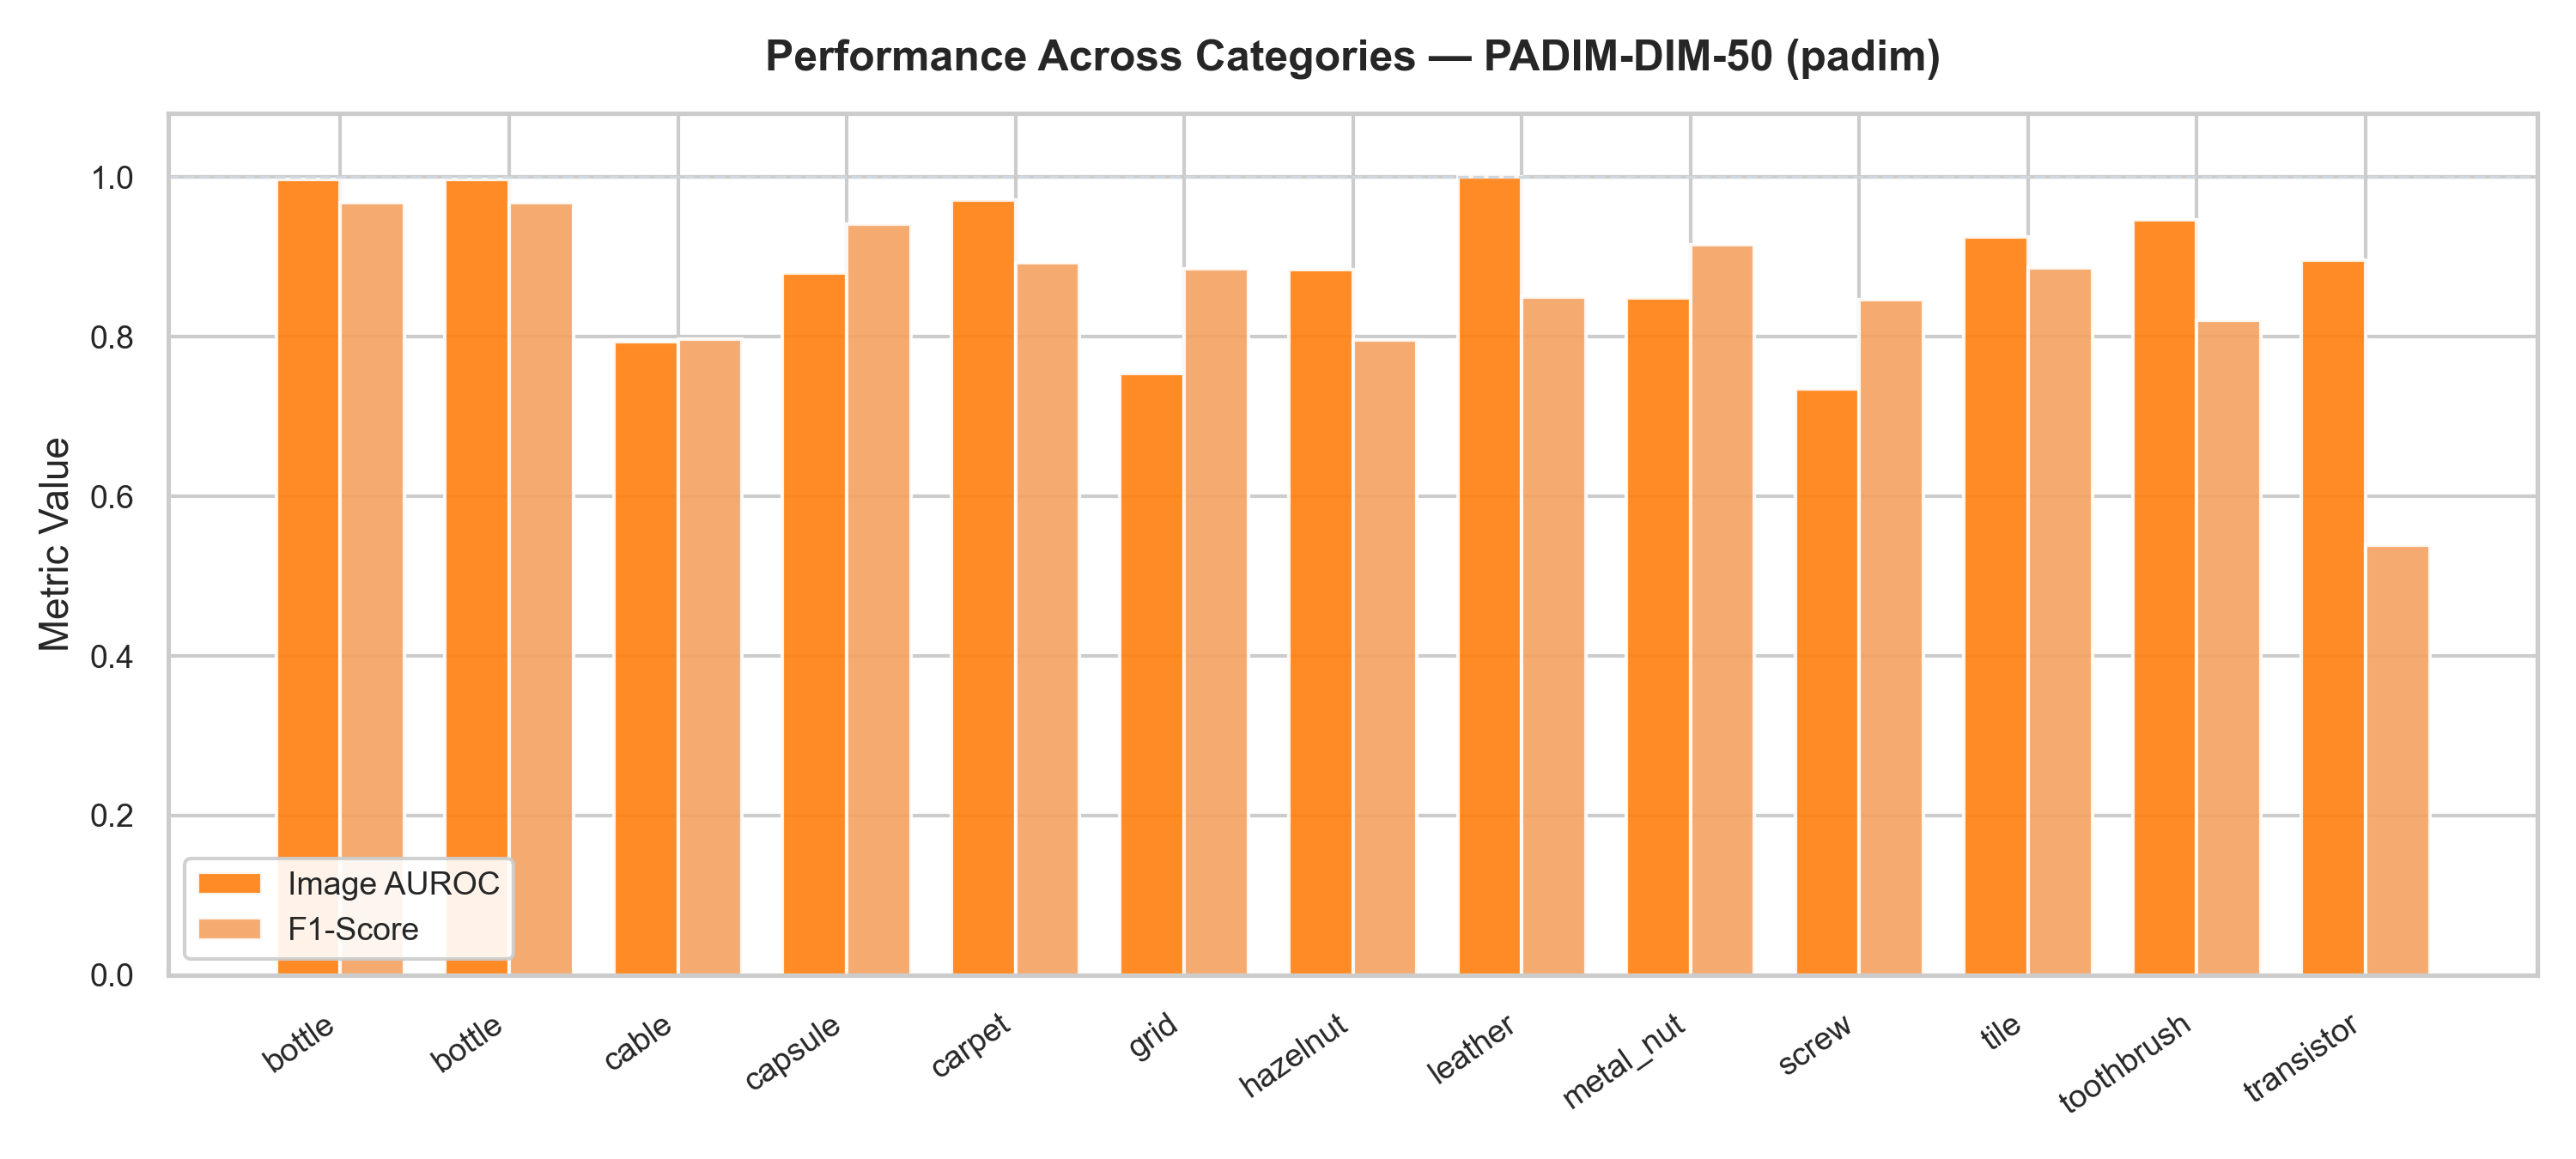 Performance Across Categories — PADIM-DIM-50 (padim)
Metric Value
1.0
0.8
0.6
0.4
0.2
0.0
Image AUROC
F1-Score
bottle
bottle
cable
capsule
carpet
grid
hazelnut
leather
metal_nut
screw
tile
toothbrush
transistor